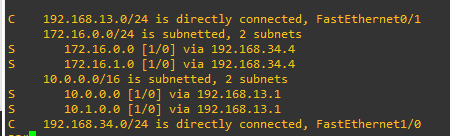 C    192.168.13.0/24 is directly connected, FastEthernet0/1
     172.16.0.0/24 is subnetted, 2 subnets
S       172.16.0.0 [1/0] via 192.168.34.4
S       172.16.1.0 [1/0] via 192.168.34.4
     10.0.0.0/16 is subnetted, 2 subnets
S       10.0.0.0 [1/0] via 192.168.13.1
S       10.1.0.0 [1/0] via 192.168.13.1
C    192.168.34.0/24 is directly connected, FastEthernet1/0